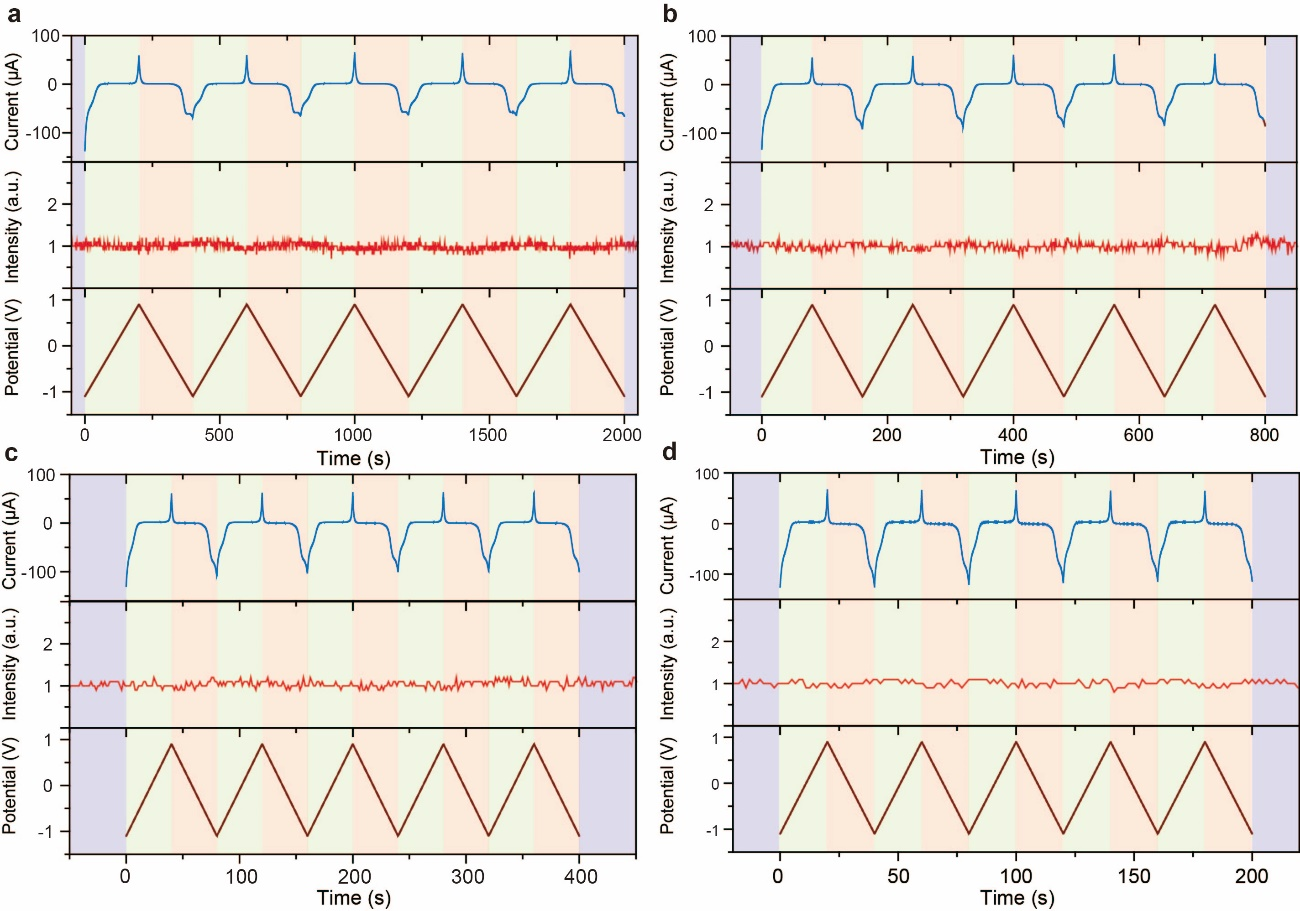 a
100
0
-100
Current (µA)
2
1
Intensity (a.u.)
1
0
-1
Potential (V)
0
500
1000
1500
2000
Time (s)
b
100
0
-100
Current (µA)
2
1
Intensity (a.u.)
1
0
-1
Potential (V)
0
200
400
600
800
Time (s)
c
100
0
-100
Current (µA)
2
1
Intensity (a.u.)
1
0
-1
Potential (V)
0
100
200
300
400
Time (s)
d
100
0
-100
Current (µA)
2
1
Intensity (a.u.)
1
0
-1
Potential (V)
0
50
100
150
200
Time (s)